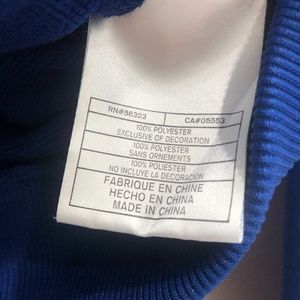 RN#56323 CA#05553
100% POLYESTER
EXCLUSIVE OF DECORATION
100% POLYESTER
SANS ORNEMENTS
100% POLIESTER
NO INCLUYE LA DECORACIÓN
FABRIQUE EN CHINE
HECHO EN CHINA
MADE IN CHINA